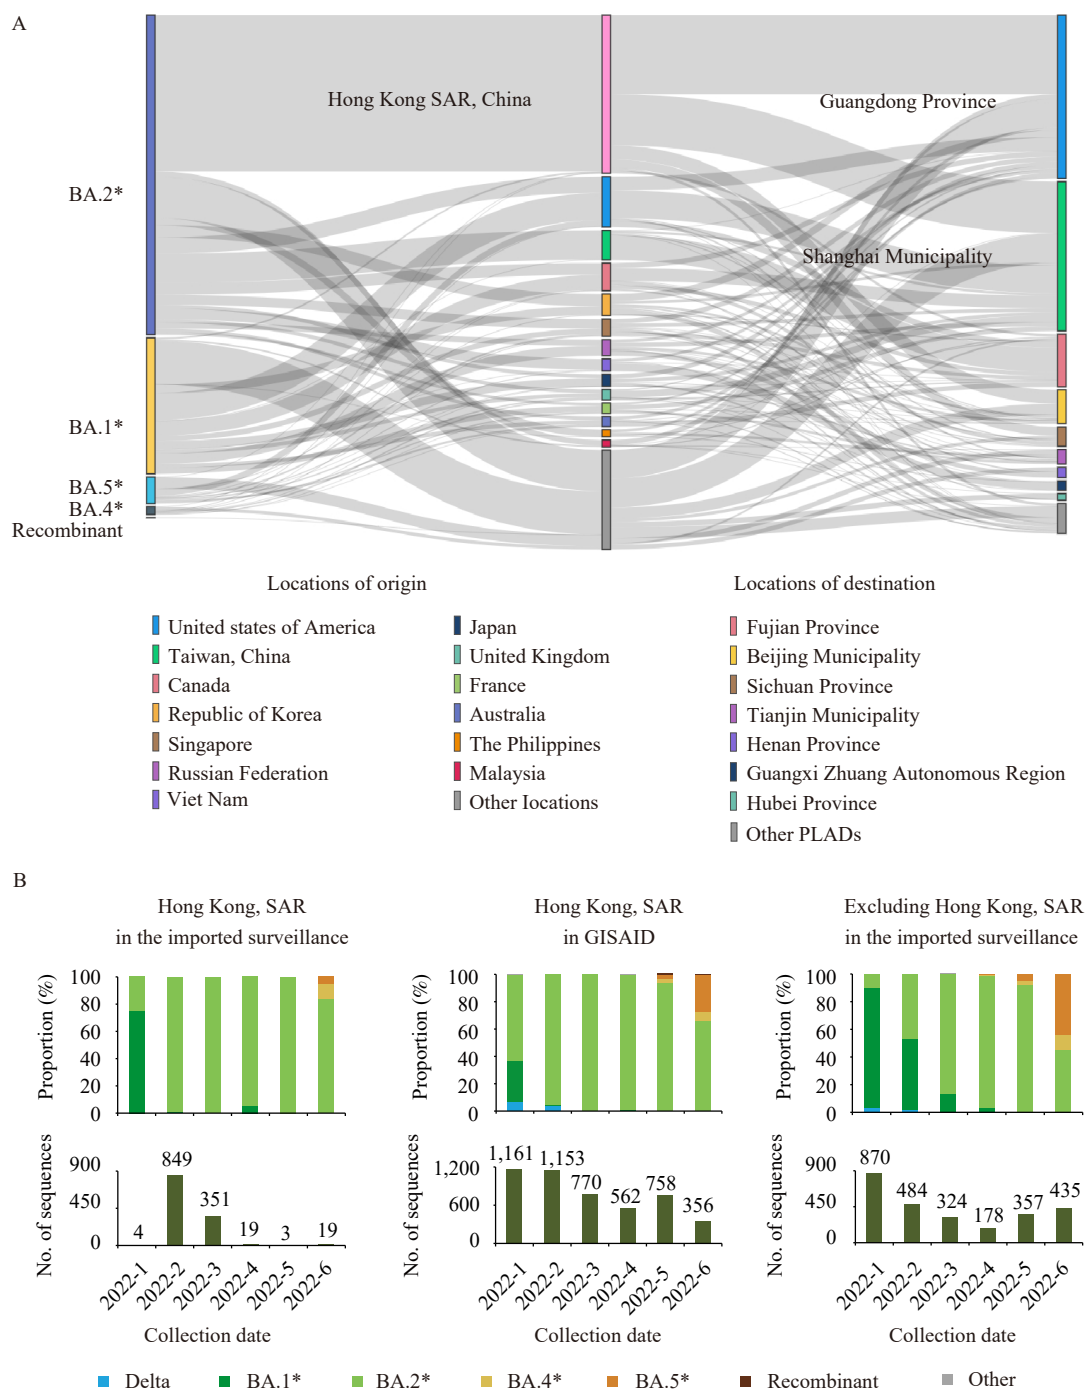 A
Hong Kong SAR, China
Guangdong Province
BA.2*
Shanghai Municipality
BA.1*
BA.5*
BA.4*
Recombinant
Locations of origin
Locations of destination
United states of America
Japan
Fujian Province
Taiwan, China
United Kingdom
Beijing Municipality
Canada
France
Sichuan Province
Republic of Korea
Australia
Tianjin Municipality
Singapore
The Philippines
Henan Province
Russian Federation
Malaysia
Guangxi Zhuang Autonomous Region
Viet Nam
Other locations
Hubei Province
Other PLADs
B
Hong Kong, SAR
in the imported surveillance
Hong Kong, SAR
in GISAID
Excluding Hong Kong, SAR
in the imported surveillance
Proportion (%)
100
80
60
40
20
0
Proportion (%)
100
80
60
40
20
0
Proportion (%)
100
80
60
40
20
0
No. of sequences
900
450
0
4
849
351
19
3
19
2022-1
2022-2
2022-3
2022-4
2022-5
2022-6
Collection date
No. of sequences
1,200
600
0
1,161
1,153
770
562
758
356
2022-1
2022-2
2022-3
2022-4
2022-5
2022-6
Collection date
No. of sequences
900
450
0
870
484
324
178
357
435
2022-1
2022-2
2022-3
2022-4
2022-5
2022-6
Collection date
Delta
BA.1*
BA.2*
BA.4*
BA.5*
Recombinant
Other